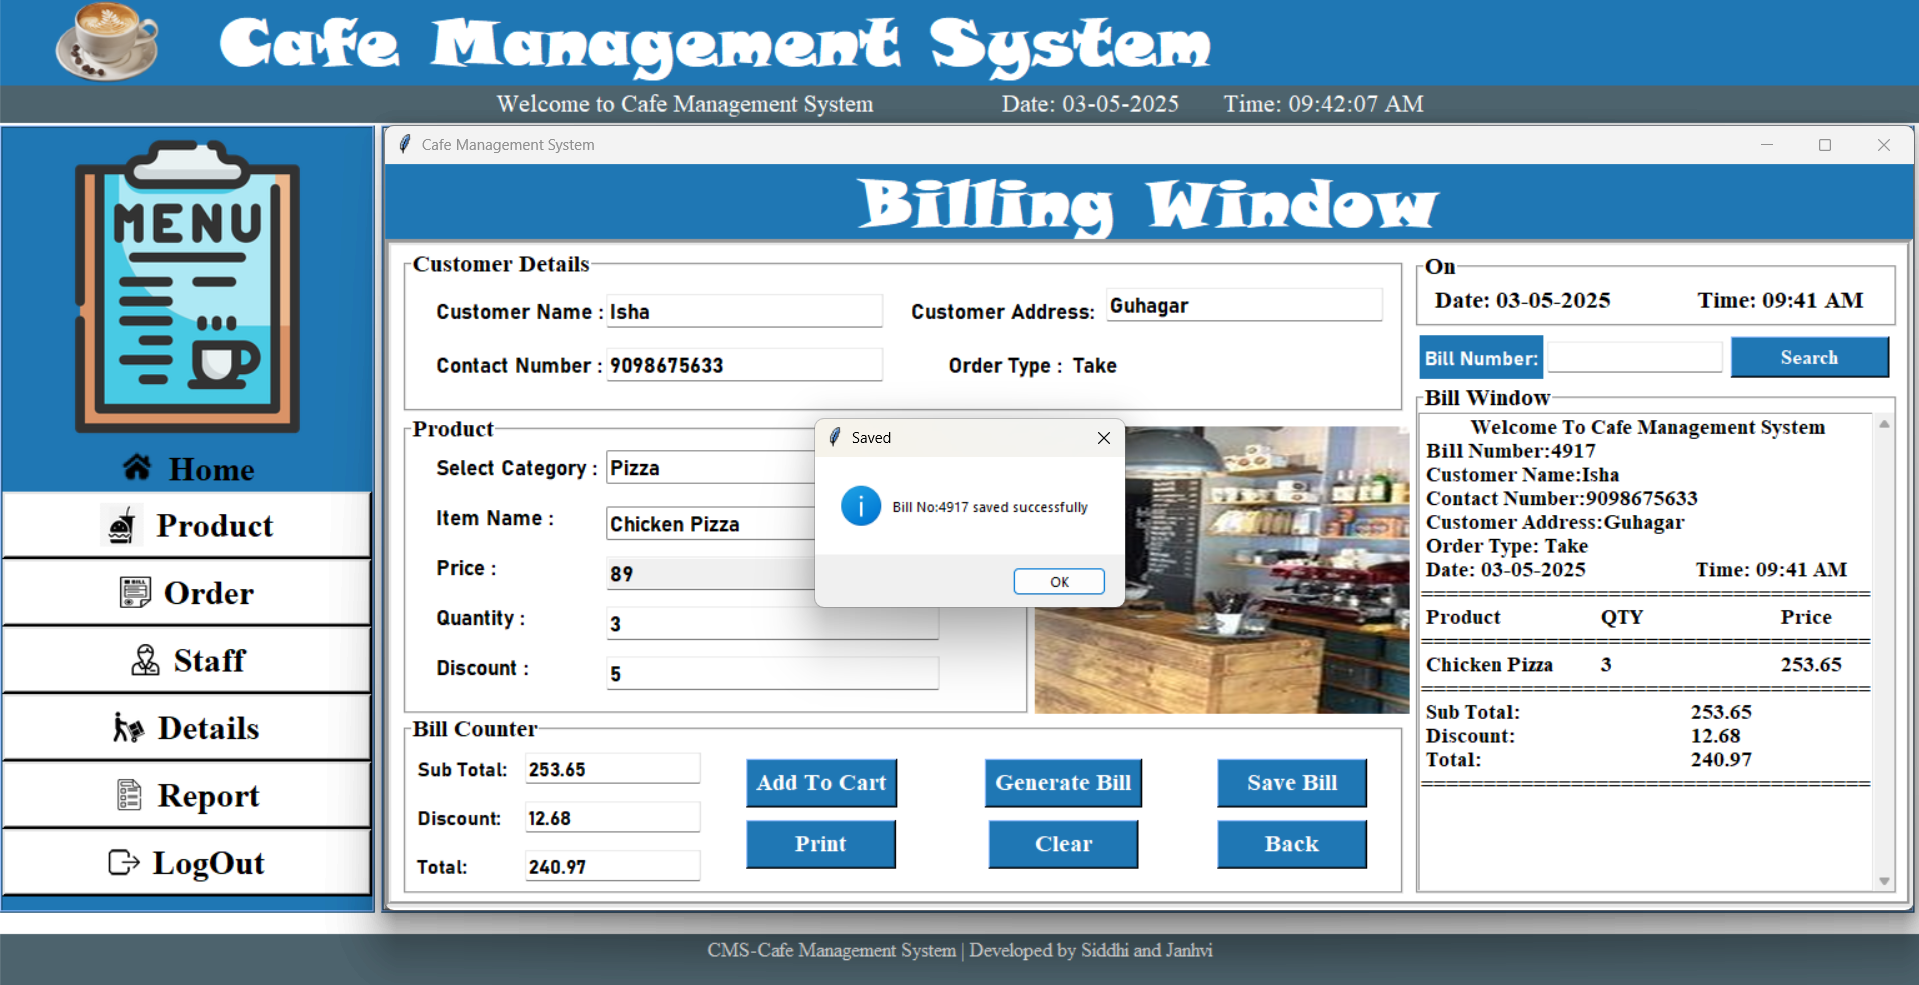 Cafe Management System
Welcome to Cafe Management System Date: 03-05-2025 Time: 09:42:07 AM
MENU
Home
Product
Order
Staff
Details
Report
LogOut
Cafe Management System
Billing Window
Customer Details
Customer Name : Isha Customer Address: Guhagar
Contact Number : 9098675633 Order Type : Take
Product
Select Category : Pizza
Item Name : Chicken Pizza
Price : 89
Quantity : 3
Discount : 5
Saved
Bill No:4917 saved successfully
OK
Bill Counter
Sub Total: 253.65
Discount: 12.68
Total: 240.97
Add To Cart Generate Bill Save Bill
Print Clear Back
On
Date: 03-05-2025 Time: 09:41 AM
Bill Number: Search
Bill Window
Welcome To Cafe Management System
Bill Number:4917
Customer Name:Isha
Contact Number:9098675633
Customer Address:Guhagar
Order Type: Take
Date: 03-05-2025 Time: 09:41 AM
Product QTY Price
Chicken Pizza 3 253.65
Sub Total: 253.65
Discount: 12.68
Total: 240.97
CMS-Cafe Management System | Developed by Siddhi and Janhvi